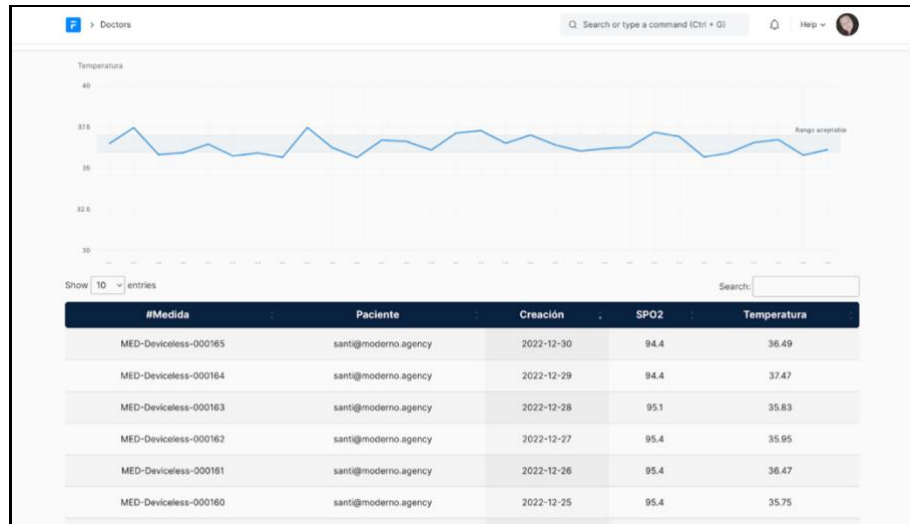 F > Doctors
Search or type a command (Ctrl + G)
Help
Temperatura
40
37.5
Rango aceptable
35
32.5
30
Show 10 entries
Search:
#Medida Paciente Creación SPO2 Temperatura
MED-Deviceless-000165 santi@moderno.agency 2022-12-30 94.4 36.49
MED-Deviceless-000164 santi@moderno.agency 2022-12-29 94.4 37.47
MED-Deviceless-000163 santi@moderno.agency 2022-12-28 95.1 35.83
MED-Deviceless-000162 santi@moderno.agency 2022-12-27 95.4 35.95
MED-Deviceless-000161 santi@moderno.agency 2022-12-26 95.4 36.47
MED-Deviceless-000160 santi@moderno.agency 2022-12-25 95.4 35.75